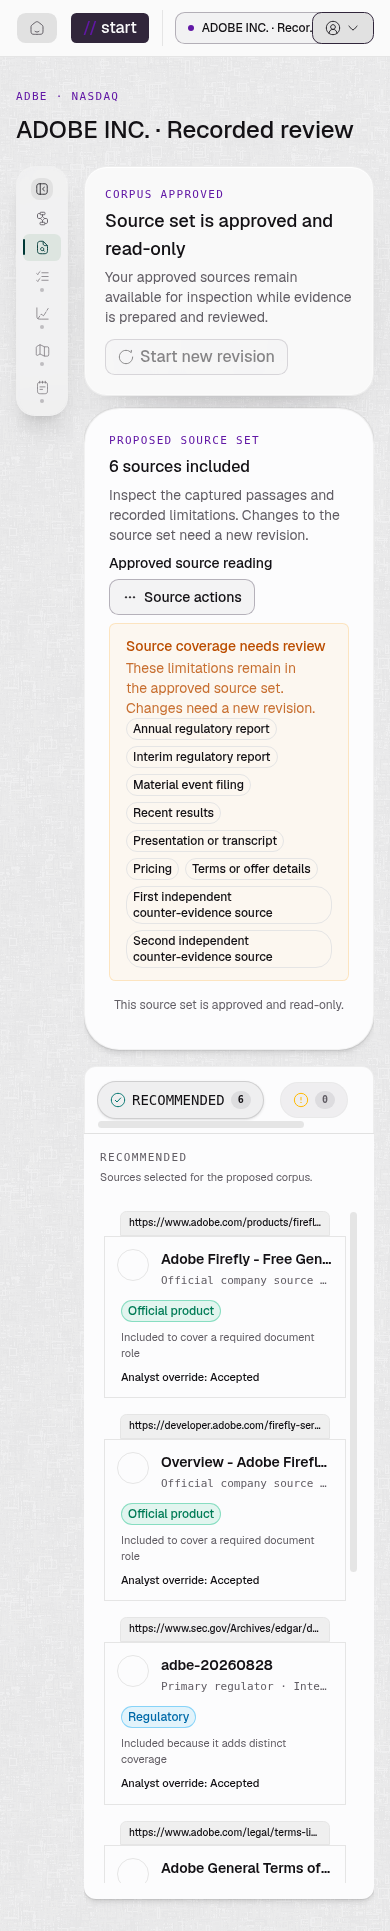 // start
ADOBE INC. · Recor.
ADBE · NASDAQ
ADOBE INC. · Recorded review
CORPUS APPROVED
Source set is approved and
read-only
Your approved sources remain
available for inspection while evidence
is prepared and reviewed.
Start new revision
PROPOSED SOURCE SET
6 sources included
Inspect the captured passages and
recorded limitations. Changes to the
source set need a new revision.
Approved source reading
··· Source actions
Source coverage needs review
These limitations remain in
the approved source set.
Changes need a new revision.
Annual regulatory report
Interim regulatory report
Material event filing
Recent results
Presentation or transcript
Pricing
Terms or offer details
First independent
counter-evidence source
Second independent
counter-evidence source
This source set is approved and read-only.
RECOMMENDED 6
0
RECOMMENDED
Sources selected for the proposed corpus.
https://www.adobe.com/products/firefl...
Adobe Firefly - Free Gen...
Official company source …
Official product
Included to cover a required document
role
Analyst override: Accepted
https://developer.adobe.com/firefly-ser...
Overview - Adobe Firefl...
Official company source …
Official product
Included to cover a required document
role
Analyst override: Accepted
https://www.sec.gov/Archives/edgar/d...
adbe-20260828
Primary regulator · Inte…
Regulatory
Included because it adds distinct
coverage
Analyst override: Accepted
https://www.adobe.com/legal/terms-li...
Adobe General Terms of...